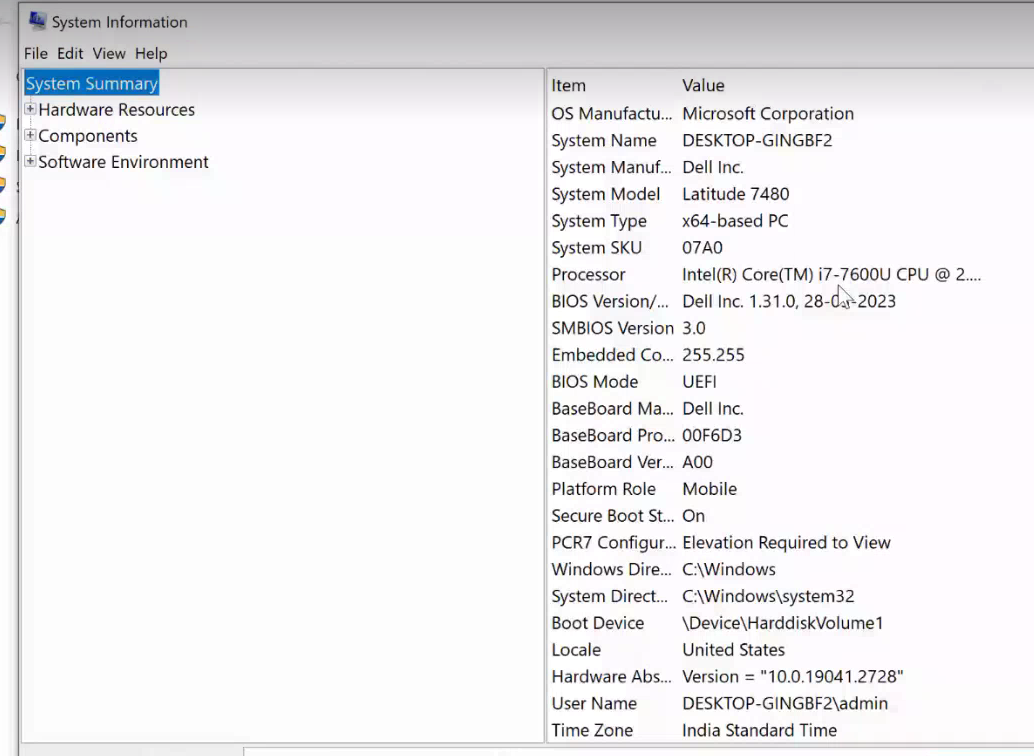 System Information
File Edit View Help
System Summary
Hardware Resources
Components
Software Environment
Item Value
OS Manufactu... Microsoft Corporation
System Name DESKTOP-GINGBF2
System Manuf... Dell Inc.
System Model Latitude 7480
System Type x64-based PC
System SKU 07A0
Processor Intel(R) Core(TM) i7-7600U CPU @ 2....
BIOS Version/... Dell Inc. 1.31.0,
SMBIOS Version 3.0
Embedded Co... 255.255
BIOS Mode UEFI
BaseBoard Ma... Dell Inc.
BaseBoard Pro... 00F6D3
BaseBoard Ver... A00
Platform Role Mobile
Secure Boot St... On
PCR7 Configur... Elevation Required to View
Windows Dire... C:\Windows
System Direct... C:\Windows\system32
Boot Device \Device\HarddiskVolume1
Locale United States
Hardware Abs... Version = "10.0.19041.2728"
User Name DESKTOP-GINGBF2\admin
Time Zone India Standard Time